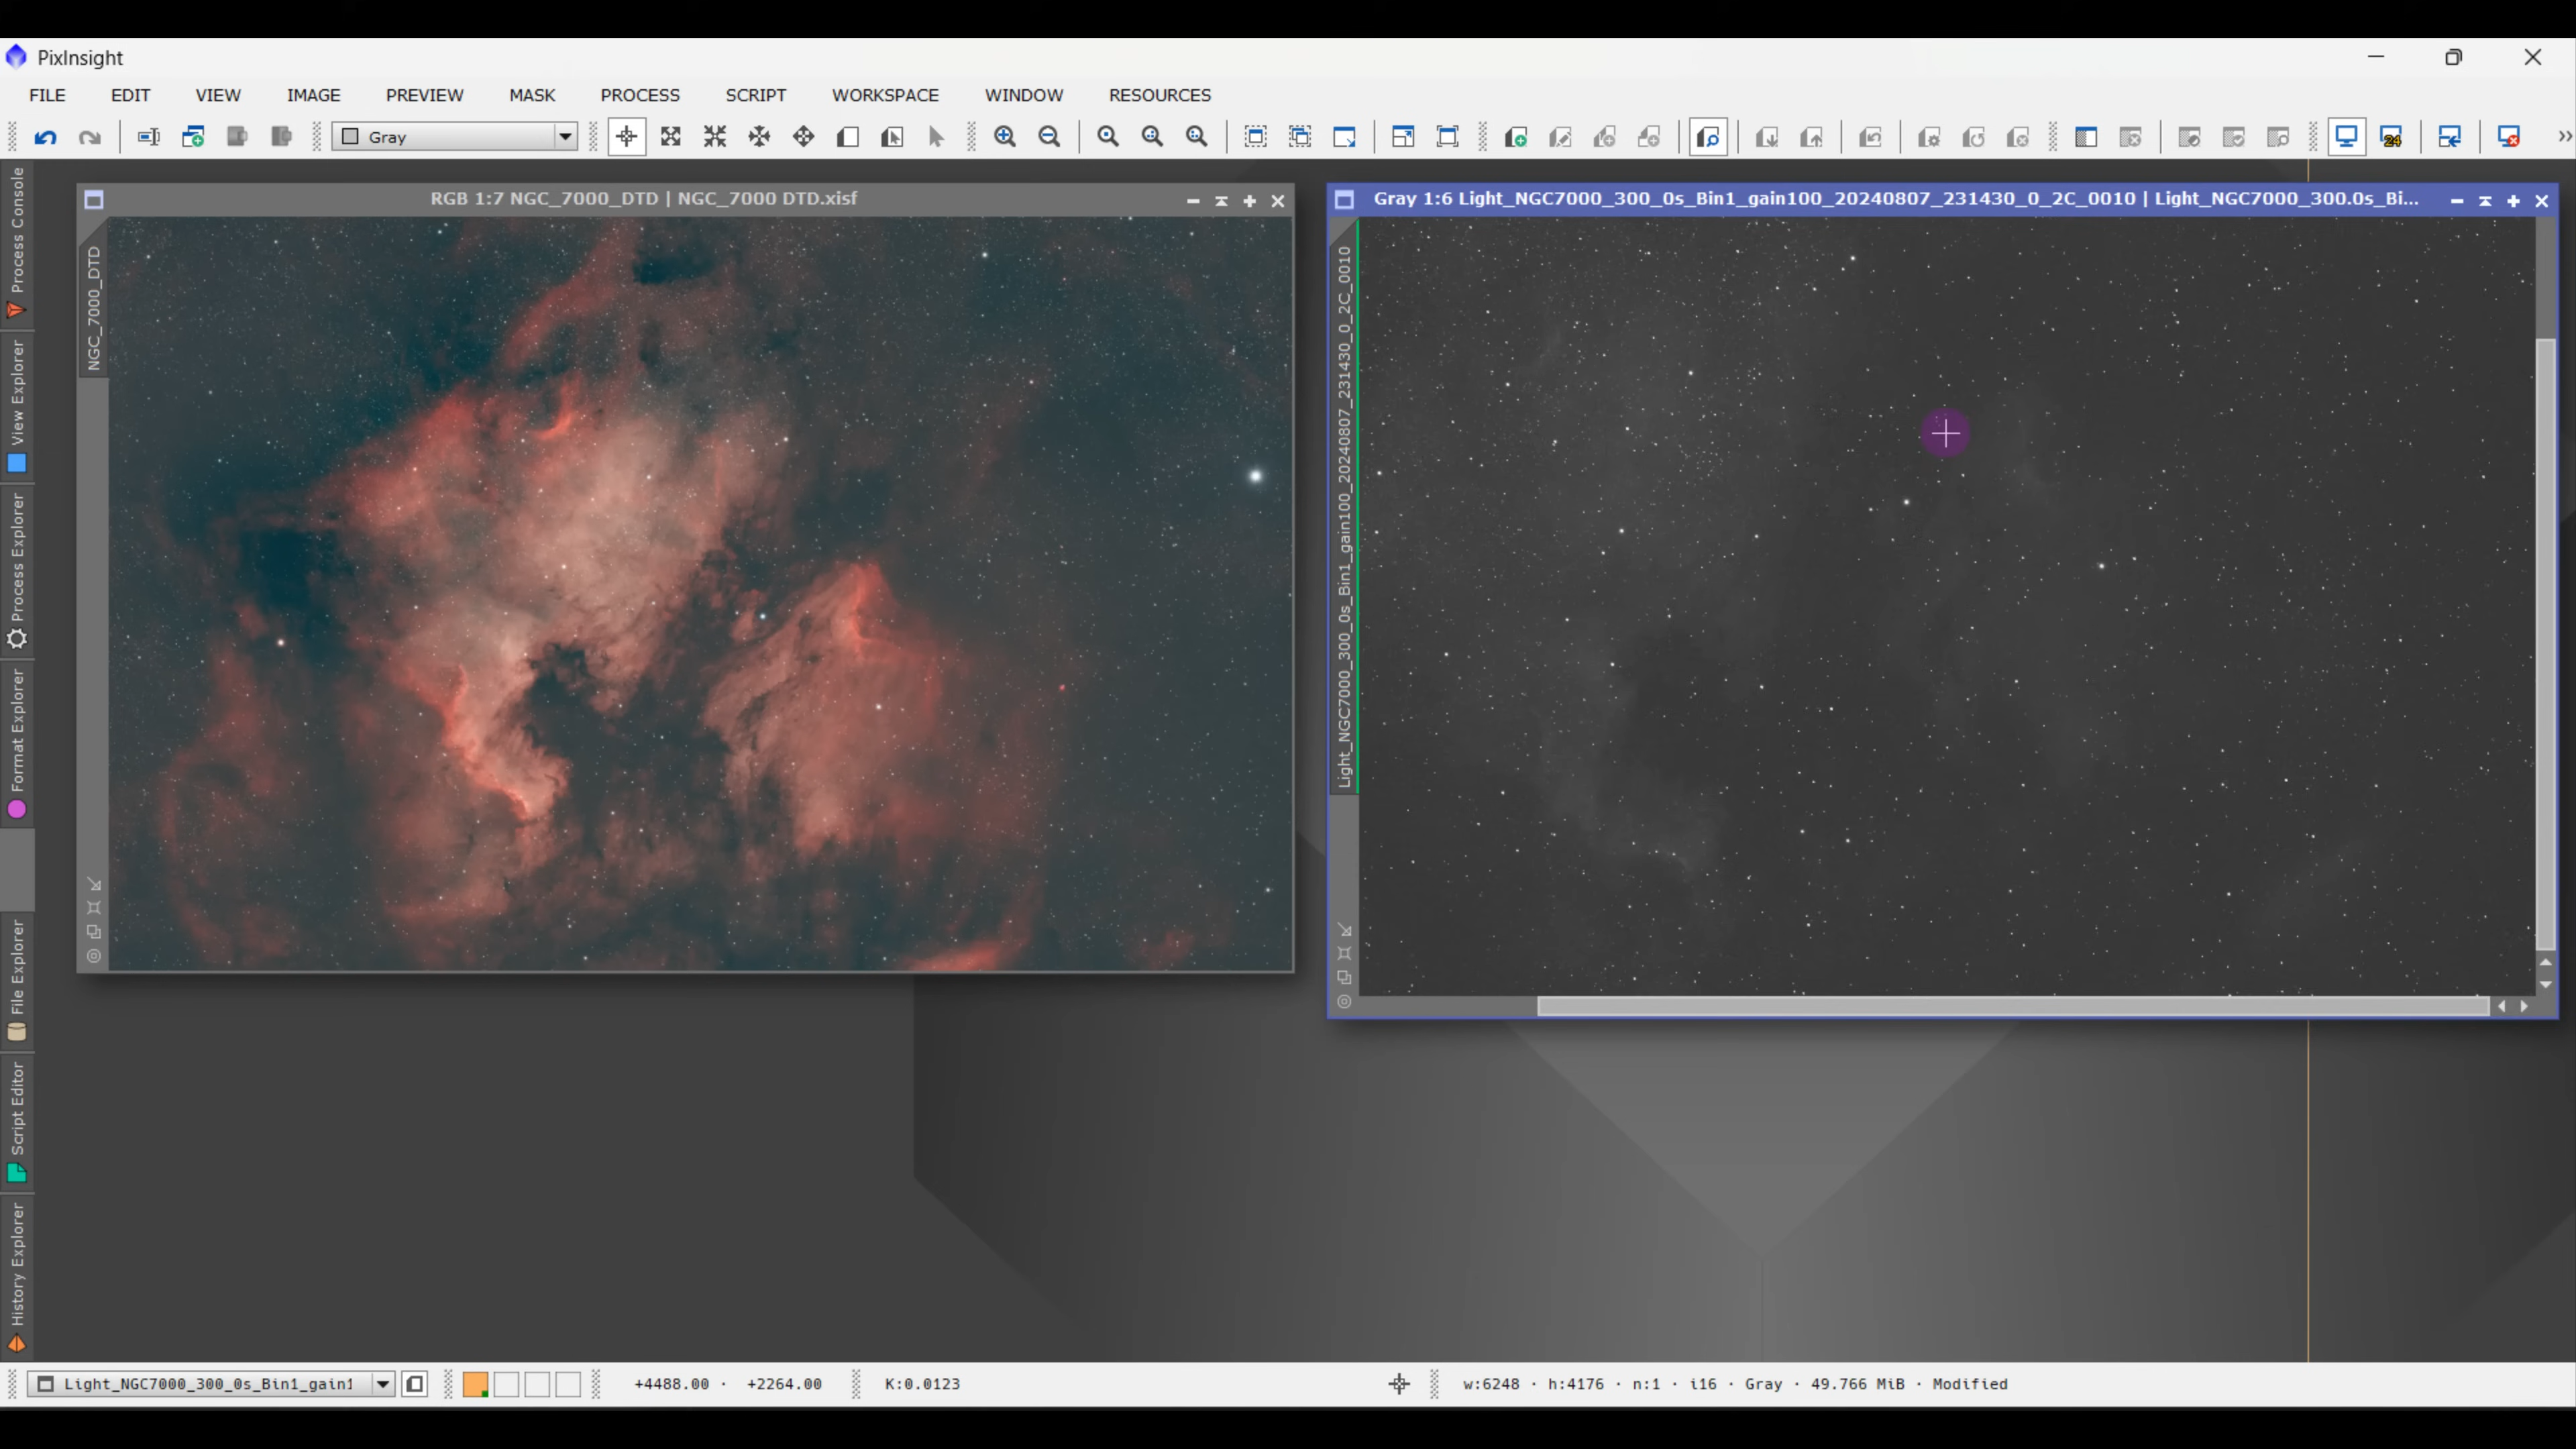 PixInsight
FILE EDIT VIEW IMAGE PREVIEW MASK PROCESS SCRIPT WORKSPACE WINDOW RESOURCES
Gray
24
Process Console
View Explorer
Process Explorer
Format Explorer
File Explorer
Script Editor
History Explorer
RGB 1:7 NGC_7000_DTD | NGC_7000 DTD.xisf
NGC_7000_DTD
Gray 1:6 Light_NGC7000_300_0s_Bin1_gain100_20240807_231430_0_2C_0010 | Light_NGC7000_300.0s_Bi...
Light_NGC7000_300_0s_Bin1_gain100_20240807_231430_0_2C_0010
Light_NGC7000_300_0s_Bin1_gain1
+4488.00 · +2264.00
K:0.0123
w:6248 · h:4176 · n:1 · i16 · Gray · 49.766 MiB · Modified